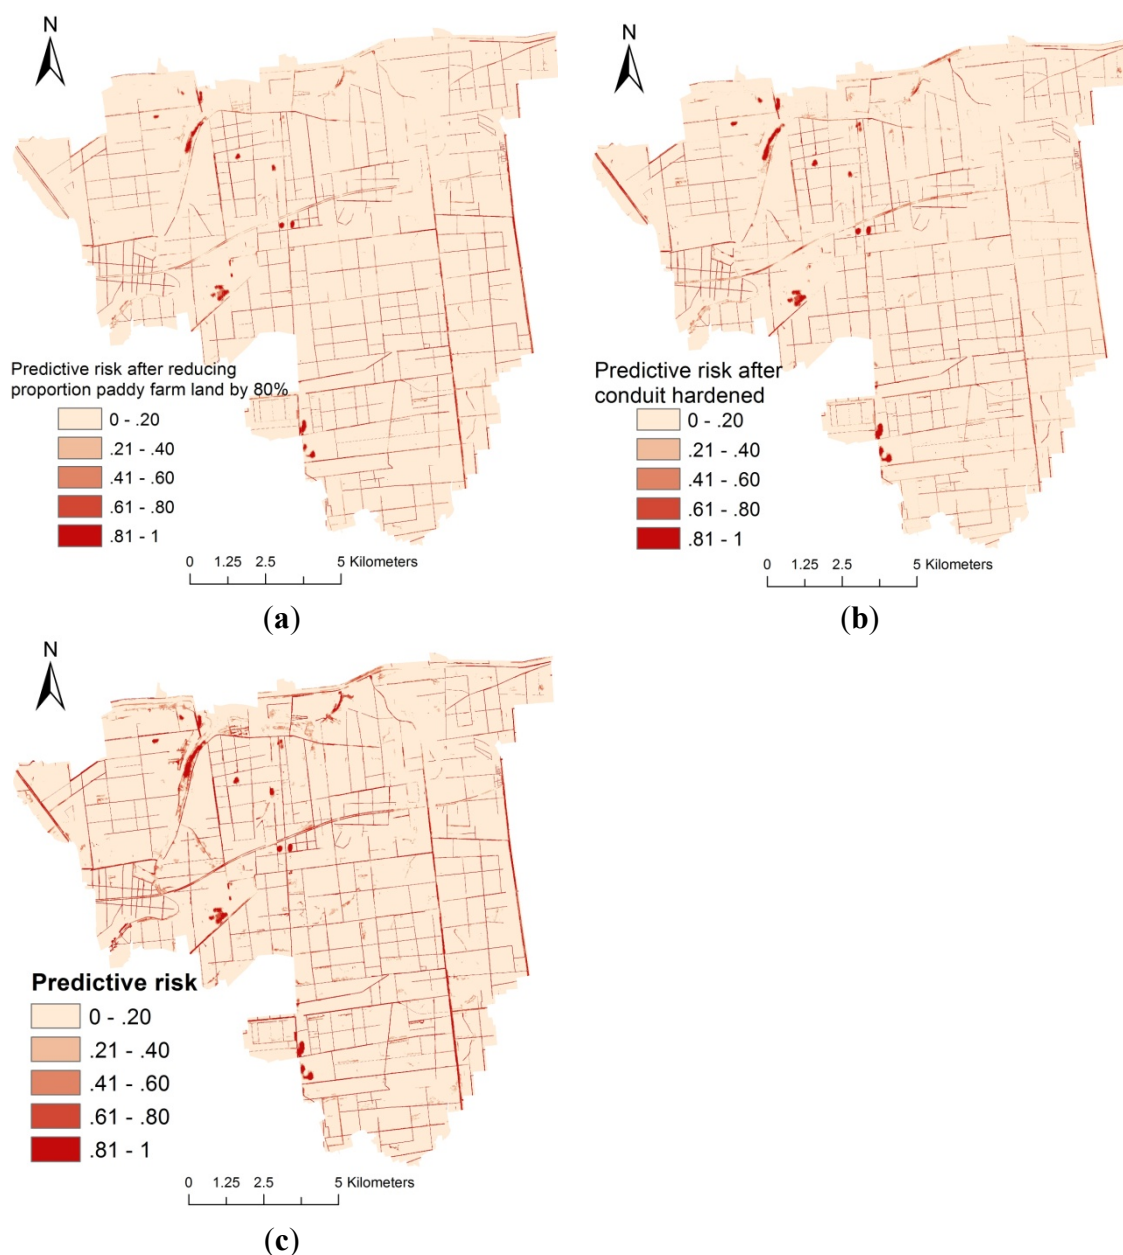 N
Predictive risk after reducing
proportion paddy farm land by 80%
0 - .20
.21 - .40
.41 - .60
.61 - .80
.81 - 1
0 1.25 2.5 5 Kilometers
(a)
N
Predictive risk after
conduit hardened
0 - .20
.21 - .40
.41 - .60
.61 - .80
.81 - 1
0 1.25 2.5 5 Kilometers
(b)
N
Predictive risk
0 - .20
.21 - .40
.41 - .60
.61 - .80
.81 - 1
0 1.25 2.5 5 Kilometers
(c)